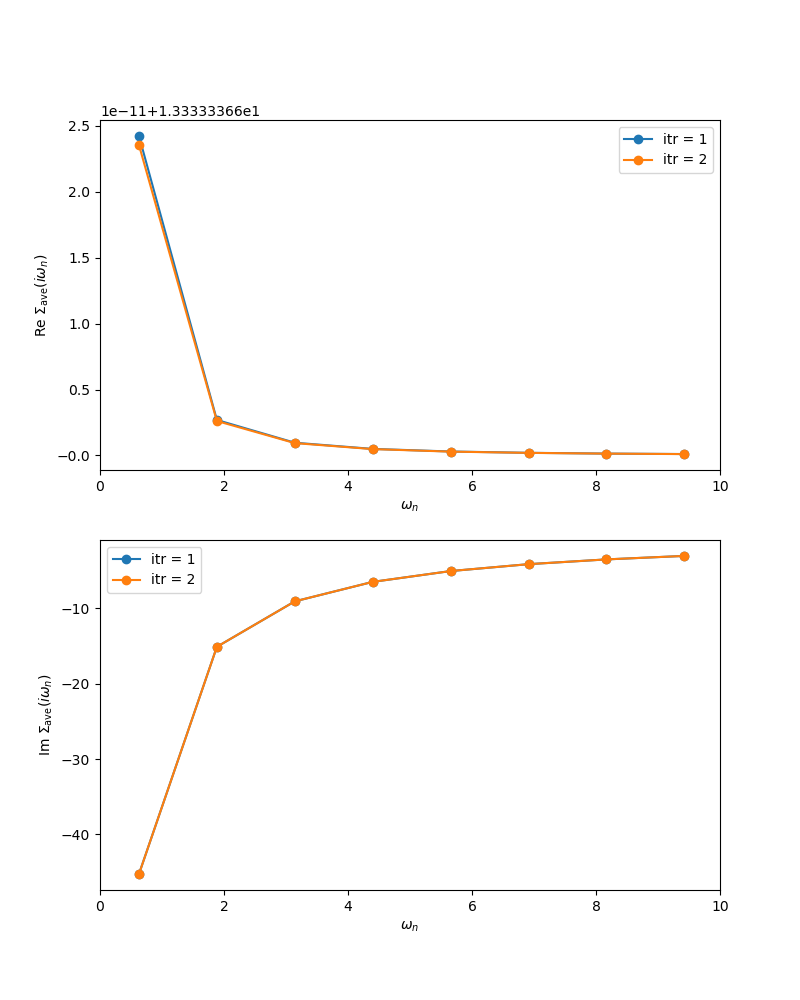 1e−11+1.33333366e1
2.5
2.0
1.5
1.0
0.5
−0.0
Re Σave(iωn)
itr = 1
itr = 2
0 2 4 6 8 10
ωn
−10
−20
−30
−40
Im Σave(iωn)
itr = 1
itr = 2
0 2 4 6 8 10
ωn